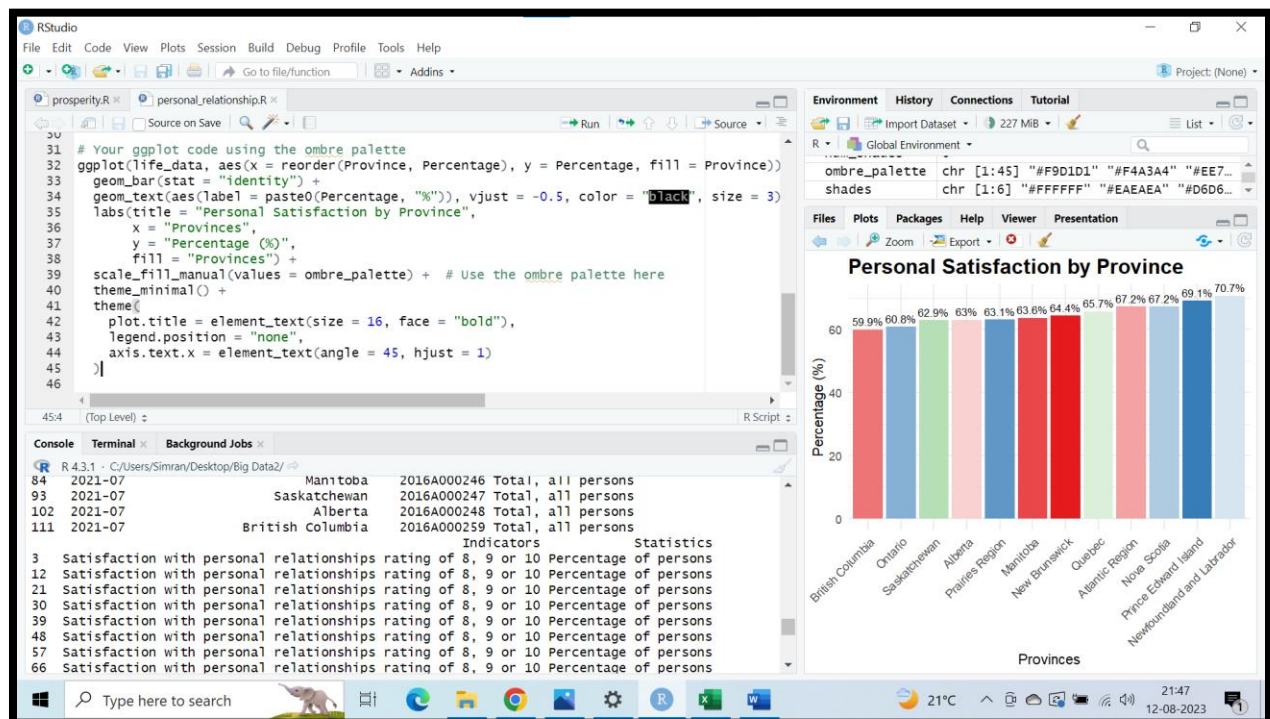 RStudio
File Edit Code View Plots Session Build Debug Profile Tools Help
Go to file/function Addins Project: (None)
prosperity.R personal_relationship.R
Source on Save Run Source
30
31 # Your ggplot code using the ombre palette
32 ggplot(life_data, aes(x = reorder(Province, Percentage), y = Percentage, fill = Province))
33 geom_bar(stat = "identity") +
34 geom_text(aes(label = paste0(Percentage, "%")), vjust = -0.5, color = "black", size = 3)
35 labs(title = "Personal Satisfaction by Province",
36 x = "Provinces",
37 y = "Percentage (%)",
38 fill = "Provinces") +
39 scale_fill_manual(values = ombre_palette) + # Use the ombre palette here
40 theme_minimal() +
41 theme(
42 plot.title = element_text(size = 16, face = "bold"),
43 legend.position = "none",
44 axis.text.x = element_text(angle = 45, hjust = 1)
45 )
46
45:4 (Top Level) R Script
Console Terminal Background Jobs
R 4.3.1 · C:/Users/Simran/Desktop/Big Data2/
84 2021-07 Manitoba 2016A000246 Total, all persons
93 2021-07 Saskatchewan 2016A000247 Total, all persons
102 2021-07 Alberta 2016A000248 Total, all persons
111 2021-07 British Columbia 2016A000259 Total, all persons
Indicators Statistics
3 Satisfaction with personal relationships rating of 8, 9 or 10 Percentage of persons
12 Satisfaction with personal relationships rating of 8, 9 or 10 Percentage of persons
21 Satisfaction with personal relationships rating of 8, 9 or 10 Percentage of persons
30 Satisfaction with personal relationships rating of 8, 9 or 10 Percentage of persons
39 Satisfaction with personal relationships rating of 8, 9 or 10 Percentage of persons
48 Satisfaction with personal relationships rating of 8, 9 or 10 Percentage of persons
57 Satisfaction with personal relationships rating of 8, 9 or 10 Percentage of persons
66 Satisfaction with personal relationships rating of 8, 9 or 10 Percentage of persons
Environment History Connections Tutorial
Import Dataset 227 MiB List
R Global Environment
ombre_palette chr [1:45] "#F9D1D1" "#F4A3A4" "#EE7…
shades chr [1:6] "#FFFFFF" "#EAEAEA" "#D6D6…
Files Plots Packages Help Viewer Presentation
Zoom Export
Personal Satisfaction by Province
59.9% 60.8% 62.9% 63% 63.1% 63.6% 64.4% 65.7% 67.2% 67.2% 69.1% 70.7%
60
40
20
0
Percentage (%)
British Columbia
Ontario
Saskatchewan
Alberta
Prairies Region
Manitoba
New Brunswick
Quebec
Atlantic Region
Nova Scotia
Prince Edward Island
Newfoundland and Labrador
Provinces
Type here to search
21°C
21:47
12-08-2023
1